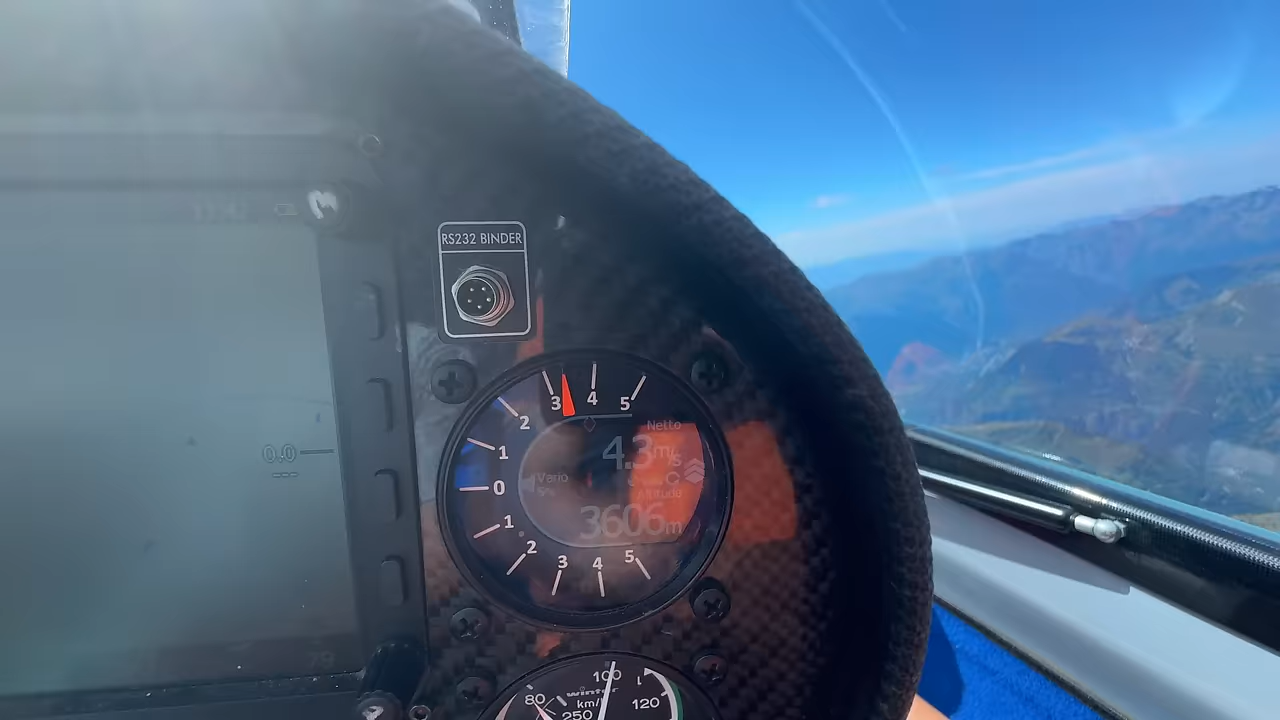 RS232 BINDER
3 4 5
2
1
0
1
2
3 4 5
Netto
4.3 m/s
Vario
Altitude
3606m
0.0
---
100
80
winter
120
km/
250